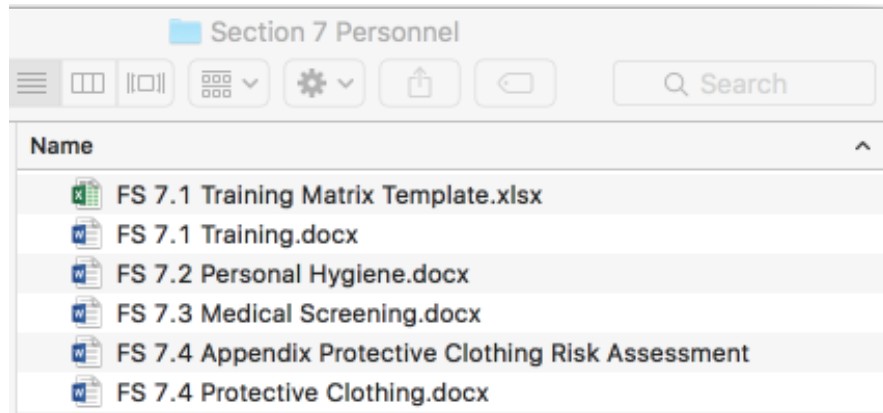 Section 7 Personnel
Search
Name
FS 7.1 Training Matrix Template.xlsx
FS 7.1 Training.docx
FS 7.2 Personal Hygiene.docx
FS 7.3 Medical Screening.docx
FS 7.4 Appendix Protective Clothing Risk Assessment
FS 7.4 Protective Clothing.docx